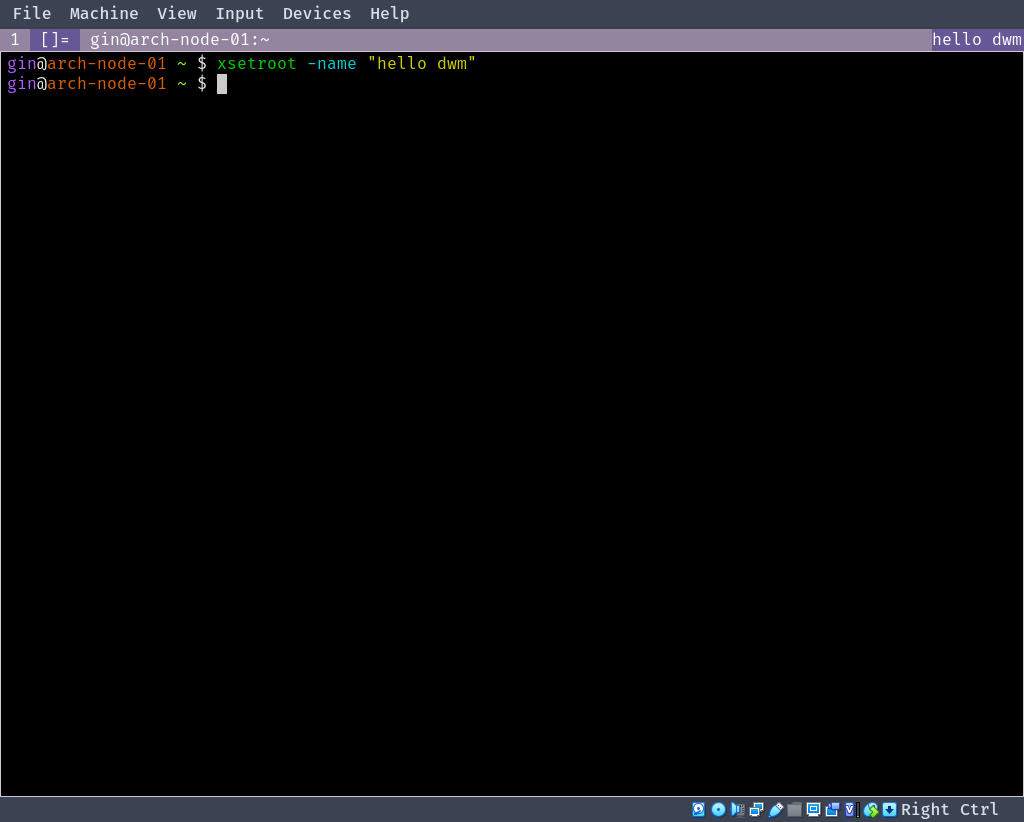 File Machine View Input Devices Help
1 []= gin@arch-node-01:~ hello dwm
gin@arch-node-01 ~ $ xsetroot -name "hello dwm"
gin@arch-node-01 ~ $
Right Ctrl